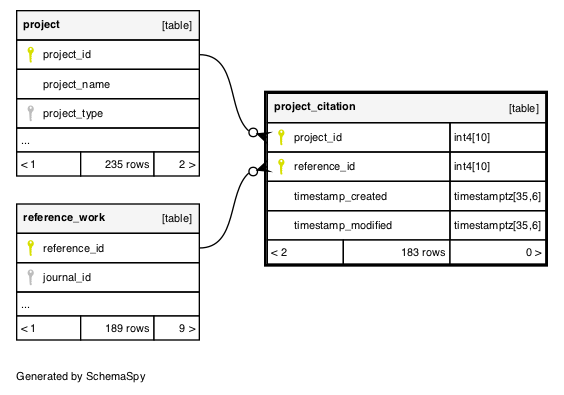 project [table]
project_id
project_name
project_type
...
< 1 235 rows 2 >
project_citation [table]
project_id int4[10]
reference_id int4[10]
timestamp_created timestamptz[35,6]
timestamp_modified timestamptz[35,6]
< 2 183 rows 0 >
reference_work [table]
reference_id
journal_id
...
< 1 189 rows 9 >
Generated by SchemaSpy